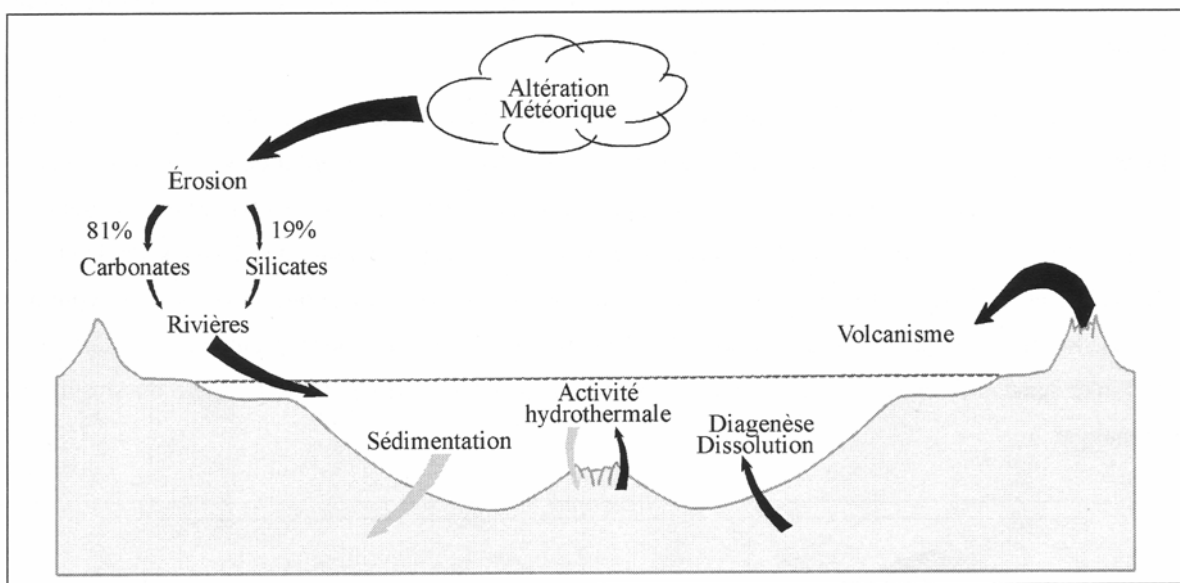 Altération
Météorique
Érosion
81%
19%
Carbonates
Silicates
Rivières
Volcanisme
Activité
hydrothermale
Sédimentation
Diagenèse
Dissolution